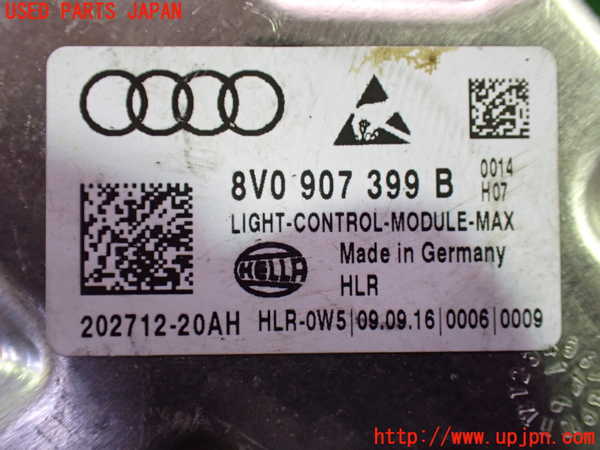 USED PARTS JAPAN
8V0 907 399 B
0014
H07
LIGHT-CONTROL-MODULE-MAX
Made in Germany
HELLA
HLR
202712-20AH HLR-0W5|09.09.16|0006|0009
http://www.upjpn.com/